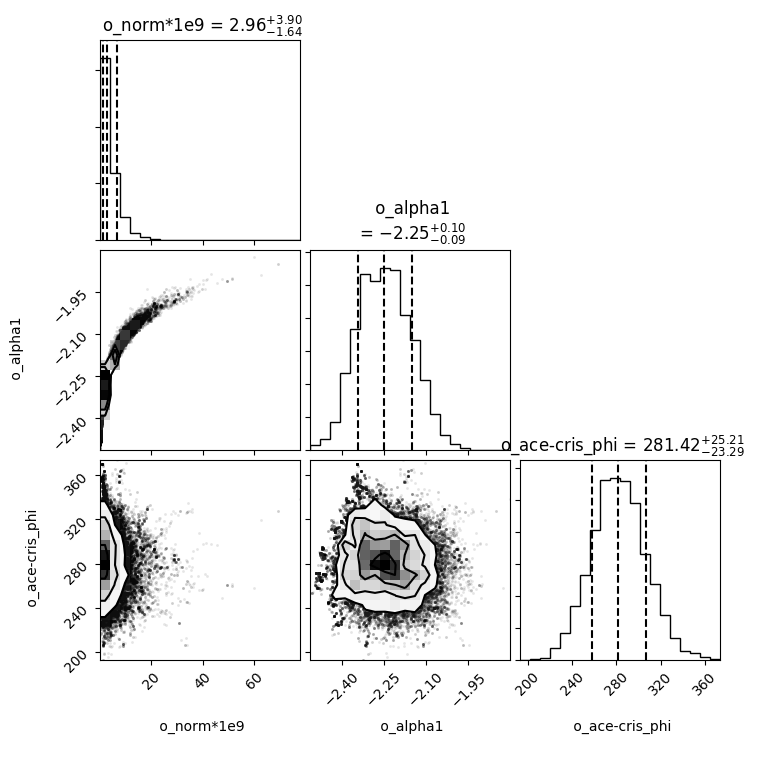 o_norm*1e9 = 2.96+3.90−1.64
o_alpha1
= −2.25+0.10−0.09
o_ace-cris_phi = 281.42+25.21−23.29
o_alpha1
−1.95
−2.10
−2.25
−2.40
o_ace-cris_phi
360
320
280
240
200
20 40 60
−2.40 −2.25 −2.10 −1.95
200 240 280 320 360
o_norm*1e9 o_alpha1 o_ace-cris_phi